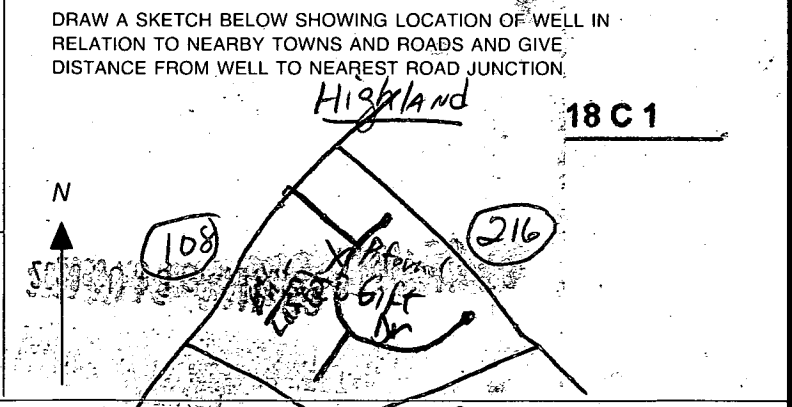 DRAW A SKETCH BELOW SHOWING LOCATION OF WELL IN
RELATION TO NEARBY TOWNS AND ROADS AND GIVE
DISTANCE FROM WELL TO NEAREST ROAD JUNCTION.
Highland
18 C 1
N
108
216
X
Gift
Dr